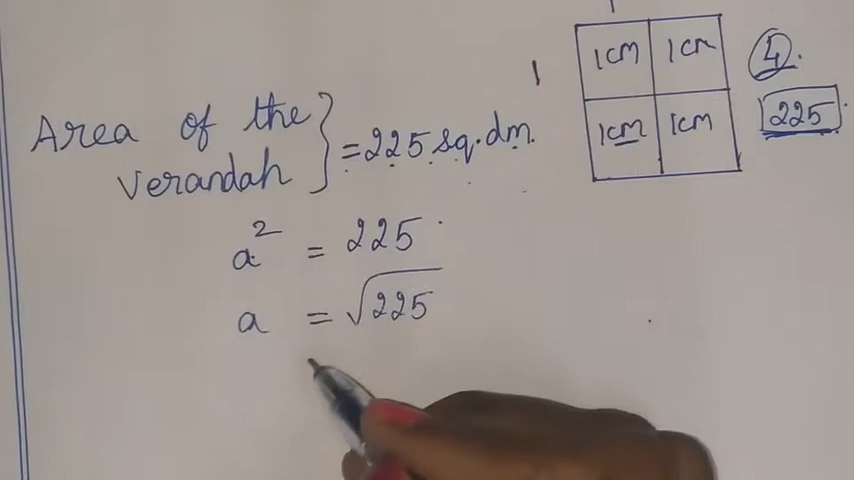 Area of the
Verandah } = 225 sq. dm.
a² = 225
a = √225
1
1cm 1cm
1cm 1cm
4
√225